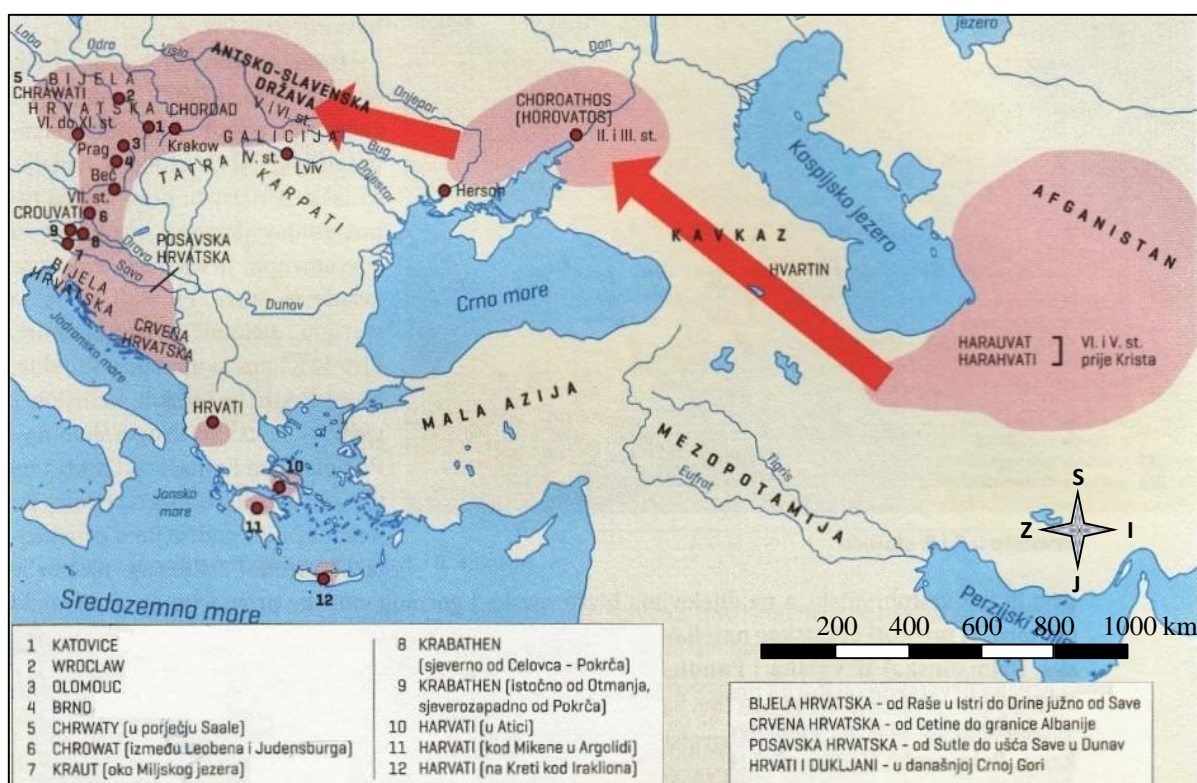 Laba
Odra
Visla
Don
jezero
5 BIJELA
CHRAWATI
HRVATSKA
VI. do XI. st.
2
1
CHORDAD
Krakow
3
Prag
4
Beč
VII. st.
CROUVATI
6
9
8
7
ANTSKO-SLAVENSKA
DRŽAVA
V. i VI. st.
Dnjepar
GALICIJA
IV. st.
Lviv
TATRA
KARPATI
Bug
Dnjestar
Herson
CHOROATHOS
(HOROVATOS)
II. i III. st.
Kaspijsko jezero
AFGANISTAN
KAVKAZ
HVARTIN
HARAUVAT
HARAHVATI
VI. i V. st.
prije Krista
POSAVSKA
HRVATSKA
Drava
Sava
BIJELA
HRVATSKA
Dunav
CRVENA
HRVATSKA
Jadransko more
Crno more
HRVATI
MALA AZIJA
MEZOPOTAMIJA
Tigris
Eufrat
10
Jonsko
more
11
12
Sredozemno more
Perzijski zaljev
S
Z
I
J
200 400 600 800 1000 km
1 KATOVICE
2 WROCLAW
3 OLOMOUC
4 BRNO
5 CHRWATY (u porječju Saale)
6 CHROWAT (između Leobena i Judensburga)
7 KRAUT (oko Miljskog jezera)
8 KRABATHEN
(sjeverno od Celovca - Pokrča)
9 KRABATHEN (istočno od Otmanja,
sjeverozapadno od Pokrča)
10 HARVATI (u Atici)
11 HARVATI (kod Mikene u Argolidi)
12 HARVATI (na Kreti kod Irakliona)
BIJELA HRVATSKA - od Raše u Istri do Drine južno od Save
CRVENA HRVATSKA - od Cetine do granice Albanije
POSAVSKA HRVATSKA - od Sutle do ušća Save u Dunav
HRVATI I DUKLJANI - u današnjoj Crnoj Gori